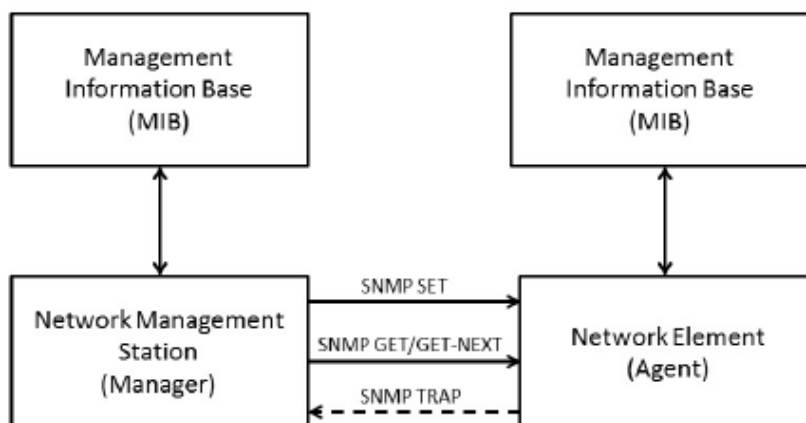 Management
Information Base
(MIB)
Management
Information Base
(MIB)
Network Management
Station
(Manager)
SNMP SET
SNMP GET/GET-NEXT
SNMP TRAP
Network Element
(Agent)